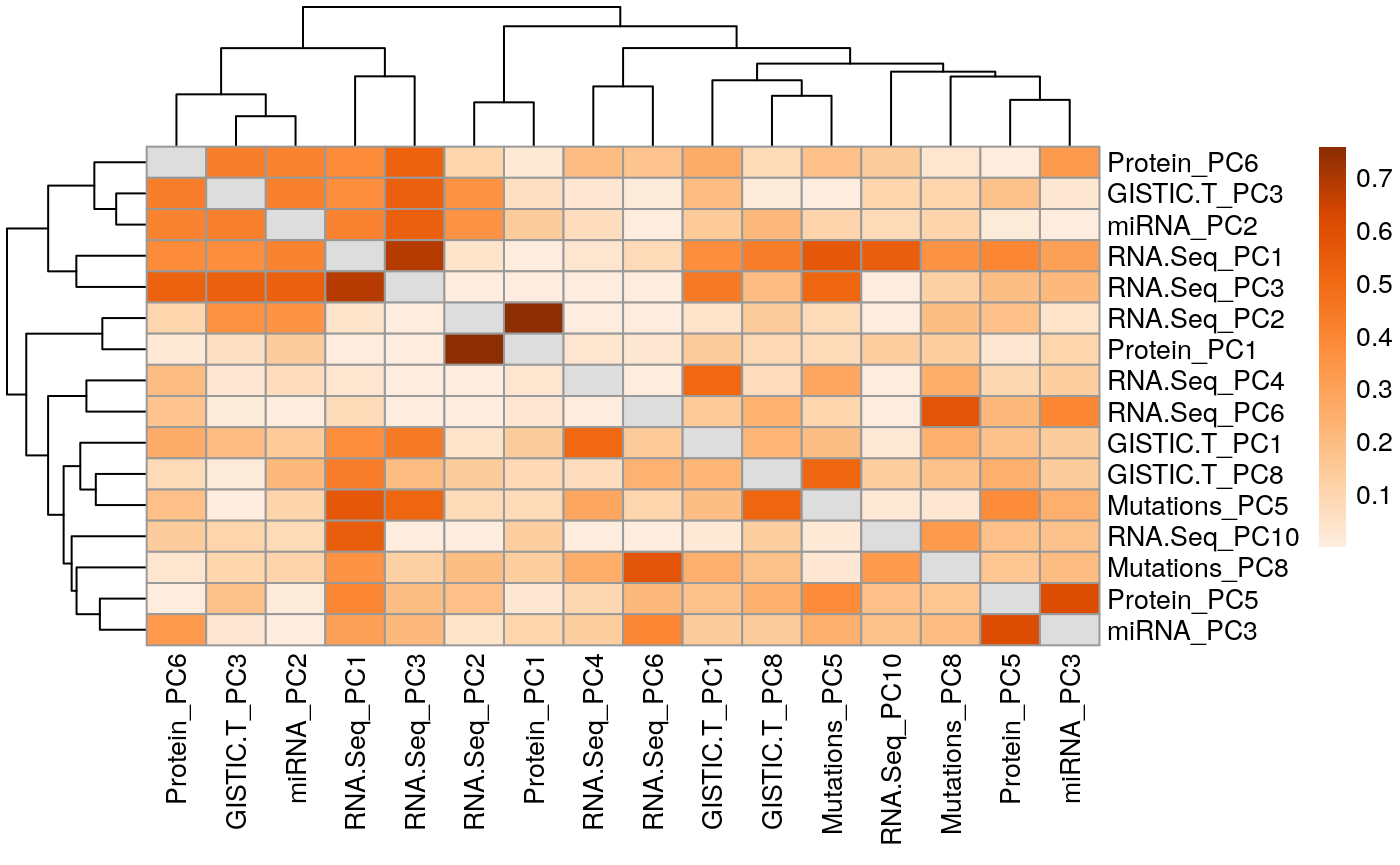 Protein_PC6
GISTIC.T_PC3
miRNA_PC2
RNA.Seq_PC1
RNA.Seq_PC3
RNA.Seq_PC2
Protein_PC1
RNA.Seq_PC4
RNA.Seq_PC6
GISTIC.T_PC1
GISTIC.T_PC8
Mutations_PC5
RNA.Seq_PC10
Mutations_PC8
Protein_PC5
miRNA_PC3
0.7
0.6
0.5
0.4
0.3
0.2
0.1
Protein_PC6
GISTIC.T_PC3
miRNA_PC2
RNA.Seq_PC1
RNA.Seq_PC3
RNA.Seq_PC2
Protein_PC1
RNA.Seq_PC4
RNA.Seq_PC6
GISTIC.T_PC1
GISTIC.T_PC8
Mutations_PC5
RNA.Seq_PC10
Mutations_PC8
Protein_PC5
miRNA_PC3